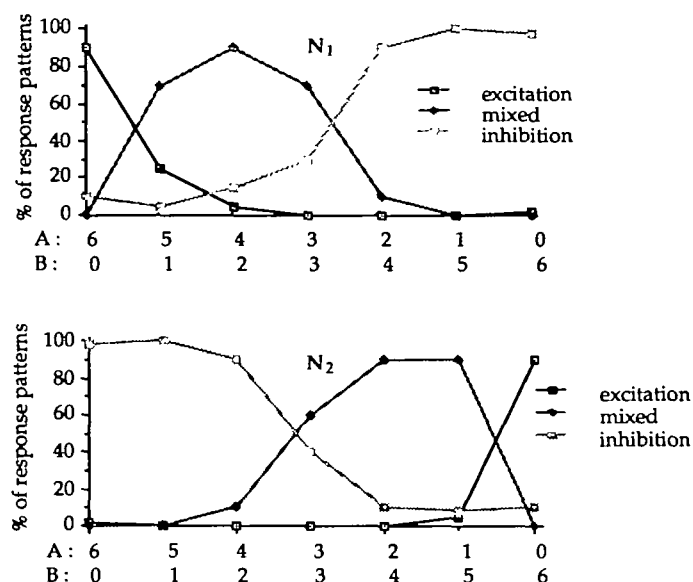 100
N1
80
excitation
mixed
inhibition
60
40
20
0
% of response patterns
A : 6 5 4 3 2 1 0
B : 0 1 2 3 4 5 6
100
N2
80
excitation
mixed
inhibition
60
40
20
0
% of response patterns
A : 6 5 4 3 2 1 0
B : 0 1 2 3 4 5 6